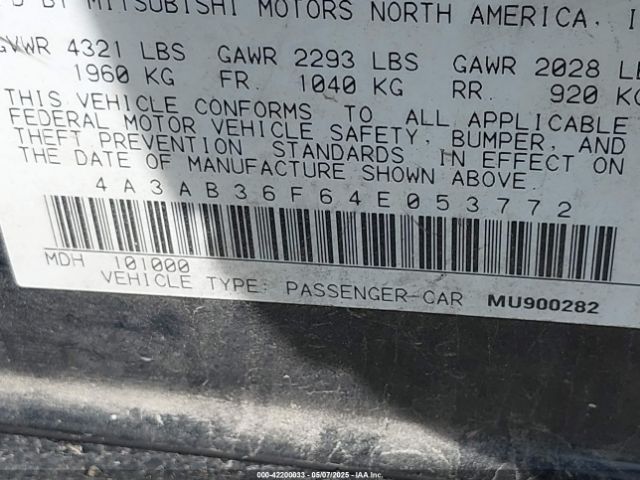 D BY MITSUBISHI MOTORS NORTH AMERICA, I
GVWR 4321 LBS GAWR 2293 LBS GAWR 2028 LB
1960 KG FR. 1040 KG RR. 920 KG
THIS VEHICLE CONFORMS TO ALL APPLICABLE
FEDERAL MOTOR VEHICLE SAFETY, BUMPER, AND
THEFT PREVENTION STANDARDS IN EFFECT ON
THE DATE OF MANUFACTURE SHOWN ABOVE.
4A3AB36F64E053772
MDH 101000
VEHICLE TYPE: PASSENGER-CAR MU900282
000-42200033 - 05/07/2025 - IAA Inc.